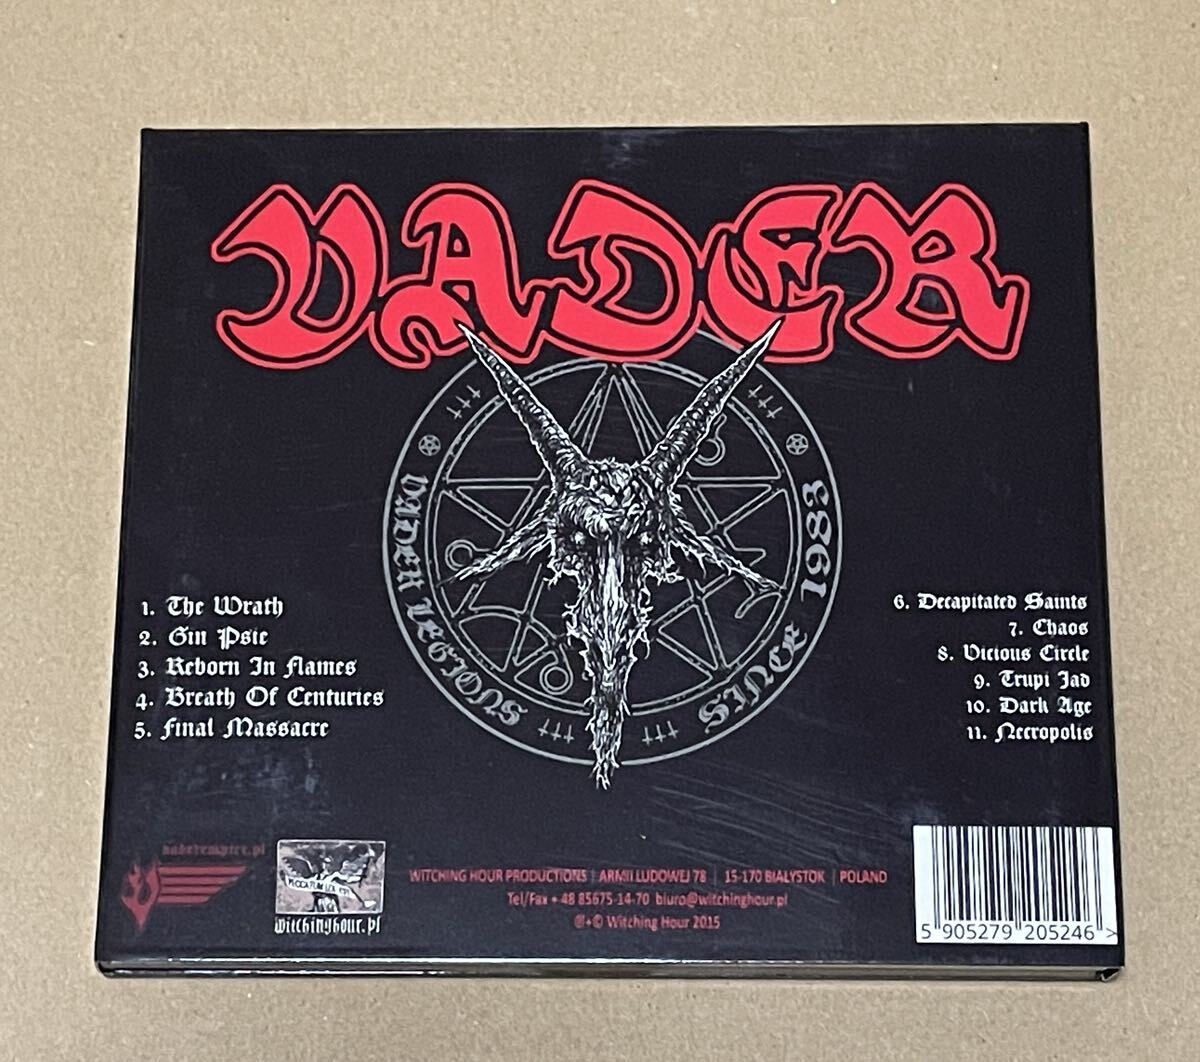 VADER
VADER LEGIONS
SINCE 1983
1. The Wrath
2. Gin Psie
3. Reborn In Flames
4. Breath Of Centuries
5. Final Massacre
6. Decapitated Saints
7. Chaos
8. Vicious Circle
9. Trupi Jad
10. Dark Age
11. Necropolis
vaderempire.pl
witchinghour.pl
WITCHING HOUR PRODUCTIONS | ARMII LUDOWEJ 78 | 15-170 BIALYSTOK | POLAND
Tel/Fax + 48 85675-14-70 biuro@witchinghour.pl
℗+© Witching Hour 2015
5 905279 205246 >